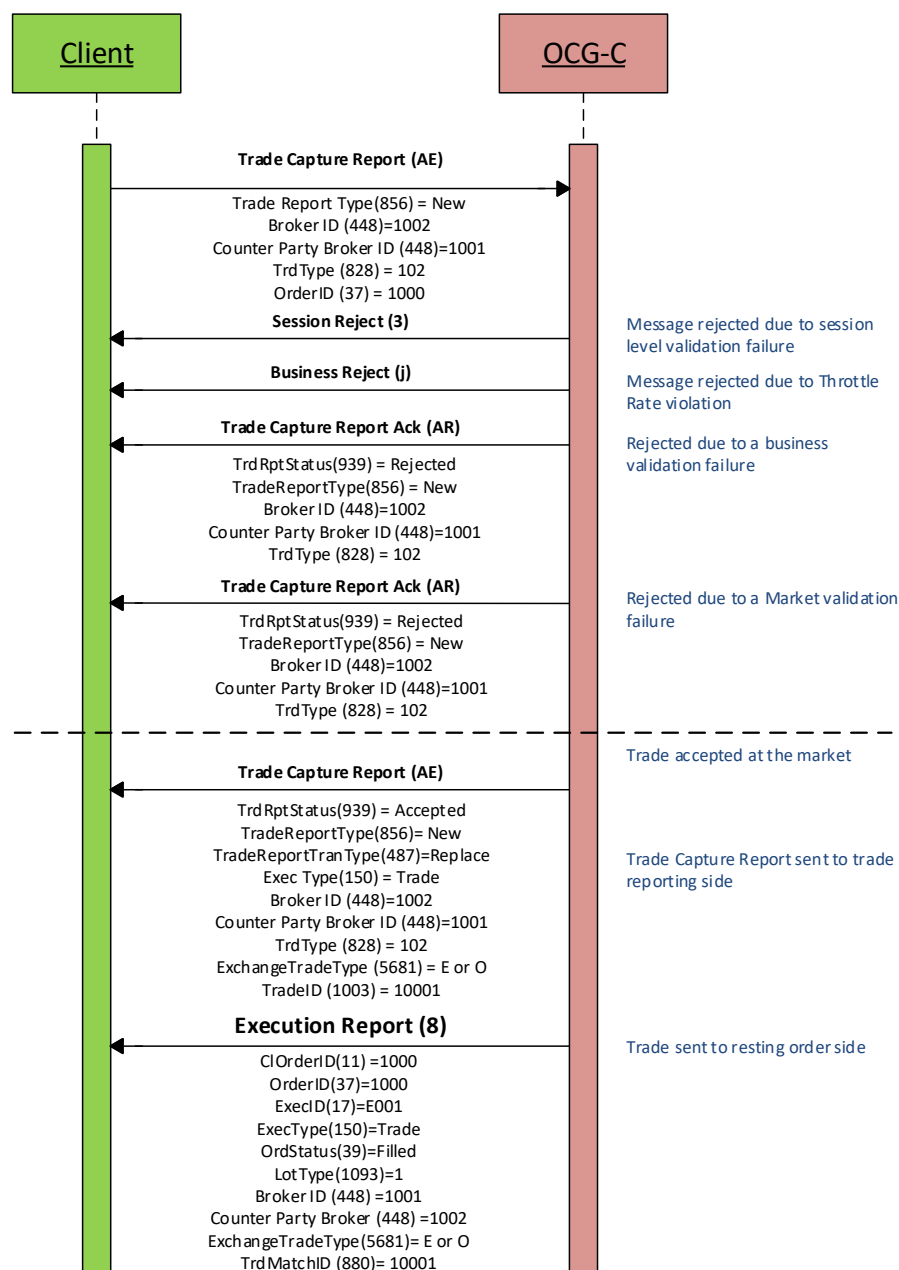 Client
OCG-C
Trade Capture Report (AE)
Trade Report Type(856) = New
Broker ID (448)=1002
Counter Party Broker ID (448)=1001
TrdType (828) = 102
OrderID (37) = 1000
Session Reject (3)
Message rejected due to session
level validation failure
Business Reject (j)
Message rejected due to Throttle
Rate violation
Trade Capture Report Ack (AR)
Rejected due to a business
validation failure
TrdRptStatus(939) = Rejected
TradeReportType(856) = New
Broker ID (448)=1002
Counter Party Broker ID (448)=1001
TrdType (828) = 102
Trade Capture Report Ack (AR)
Rejected due to a Market validation
failure
TrdRptStatus(939) = Rejected
TradeReportType(856) = New
Broker ID (448)=1002
Counter Party Broker ID (448)=1001
TrdType (828) = 102
Trade accepted at the market
Trade Capture Report (AE)
TrdRptStatus(939) = Accepted
TradeReportType(856)= New
TradeReportTranType(487)=Replace
Exec Type(150) = Trade
Broker ID (448)=1002
Counter Party Broker ID (448)=1001
TrdType (828) = 102
ExchangeTradeType (5681) = E or O
TradeID (1003) = 10001
Trade Capture Report sent to trade
reporting side
Execution Report (8)
Trade sent to resting order side
ClOrderID(11) =1000
OrderID(37)=1000
ExecID(17)=E001
ExecType(150)=Trade
OrdStatus(39)=Filled
LotType(1093)=1
Broker ID (448) =1001
Counter Party Broker (448) =1002
ExchangeTradeType(5681)= E or O
TrdMatchID (880)= 10001